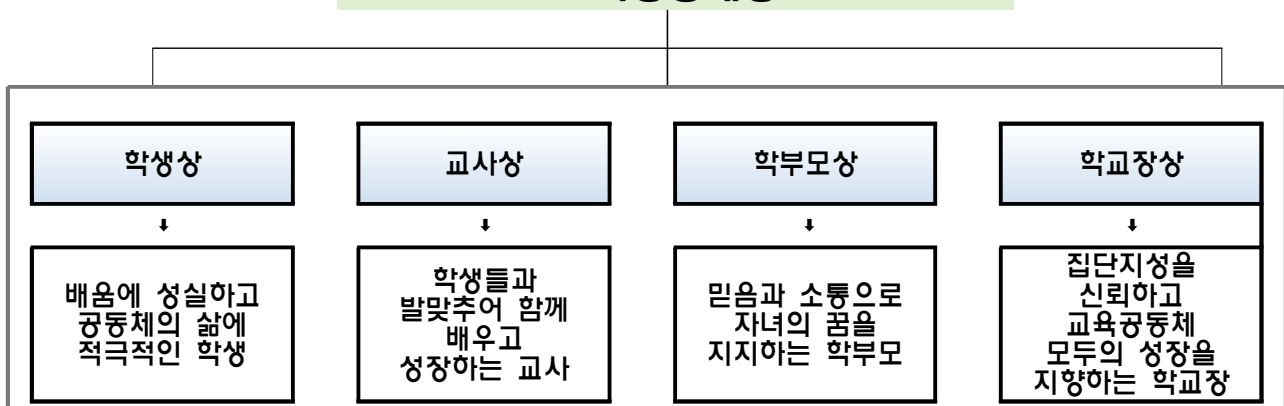 학생상
교사상
학부모상
학교장상
⬇
⬇
⬇
⬇
배움에 성실하고
공동체의 삶에
적극적인 학생
학생들과
발맞추어 함께
배우고
성장하는 교사
믿음과 소통으로
자녀의 꿈을
지지하는 학부모
집단지성을
신뢰하고
교육공동체
모두의 성장을
지향하는 학교장